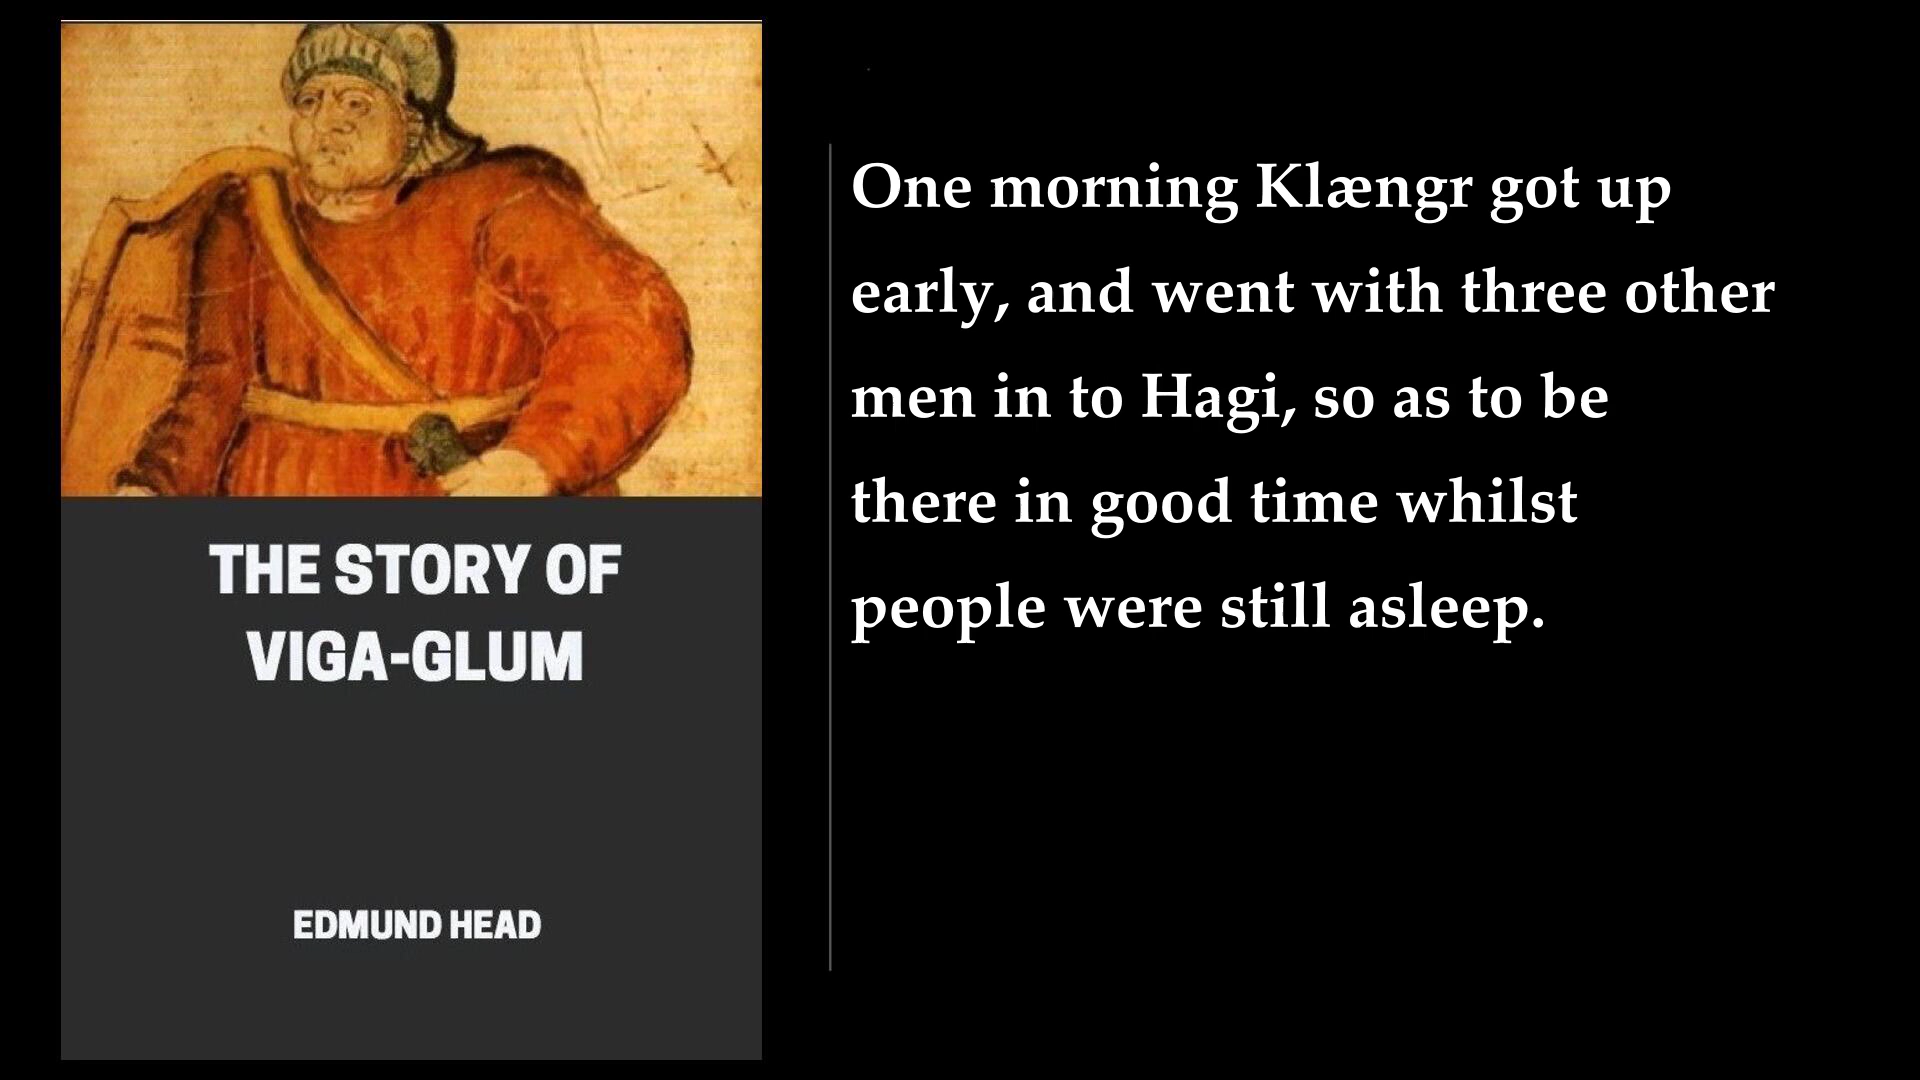 THE STORY OF
VIGA-GLUM
EDMUND HEAD
One morning Klængr got up
early, and went with three other
men in to Hagi, so as to be
there in good time whilst
people were still asleep.